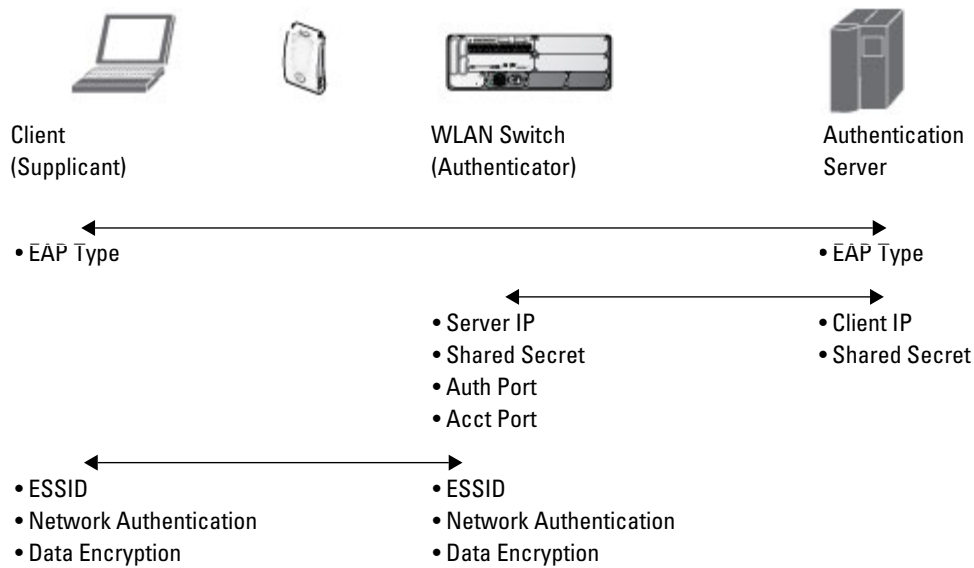 Client
(Supplicant)
WLAN Switch
(Authenticator)
Authentication
Server
• EAP Type
• EAP Type
• Server IP
• Shared Secret
• Auth Port
• Acct Port
• Client IP
• Shared Secret
• ESSID
• Network Authentication
• Data Encryption
• ESSID
• Network Authentication
• Data Encryption